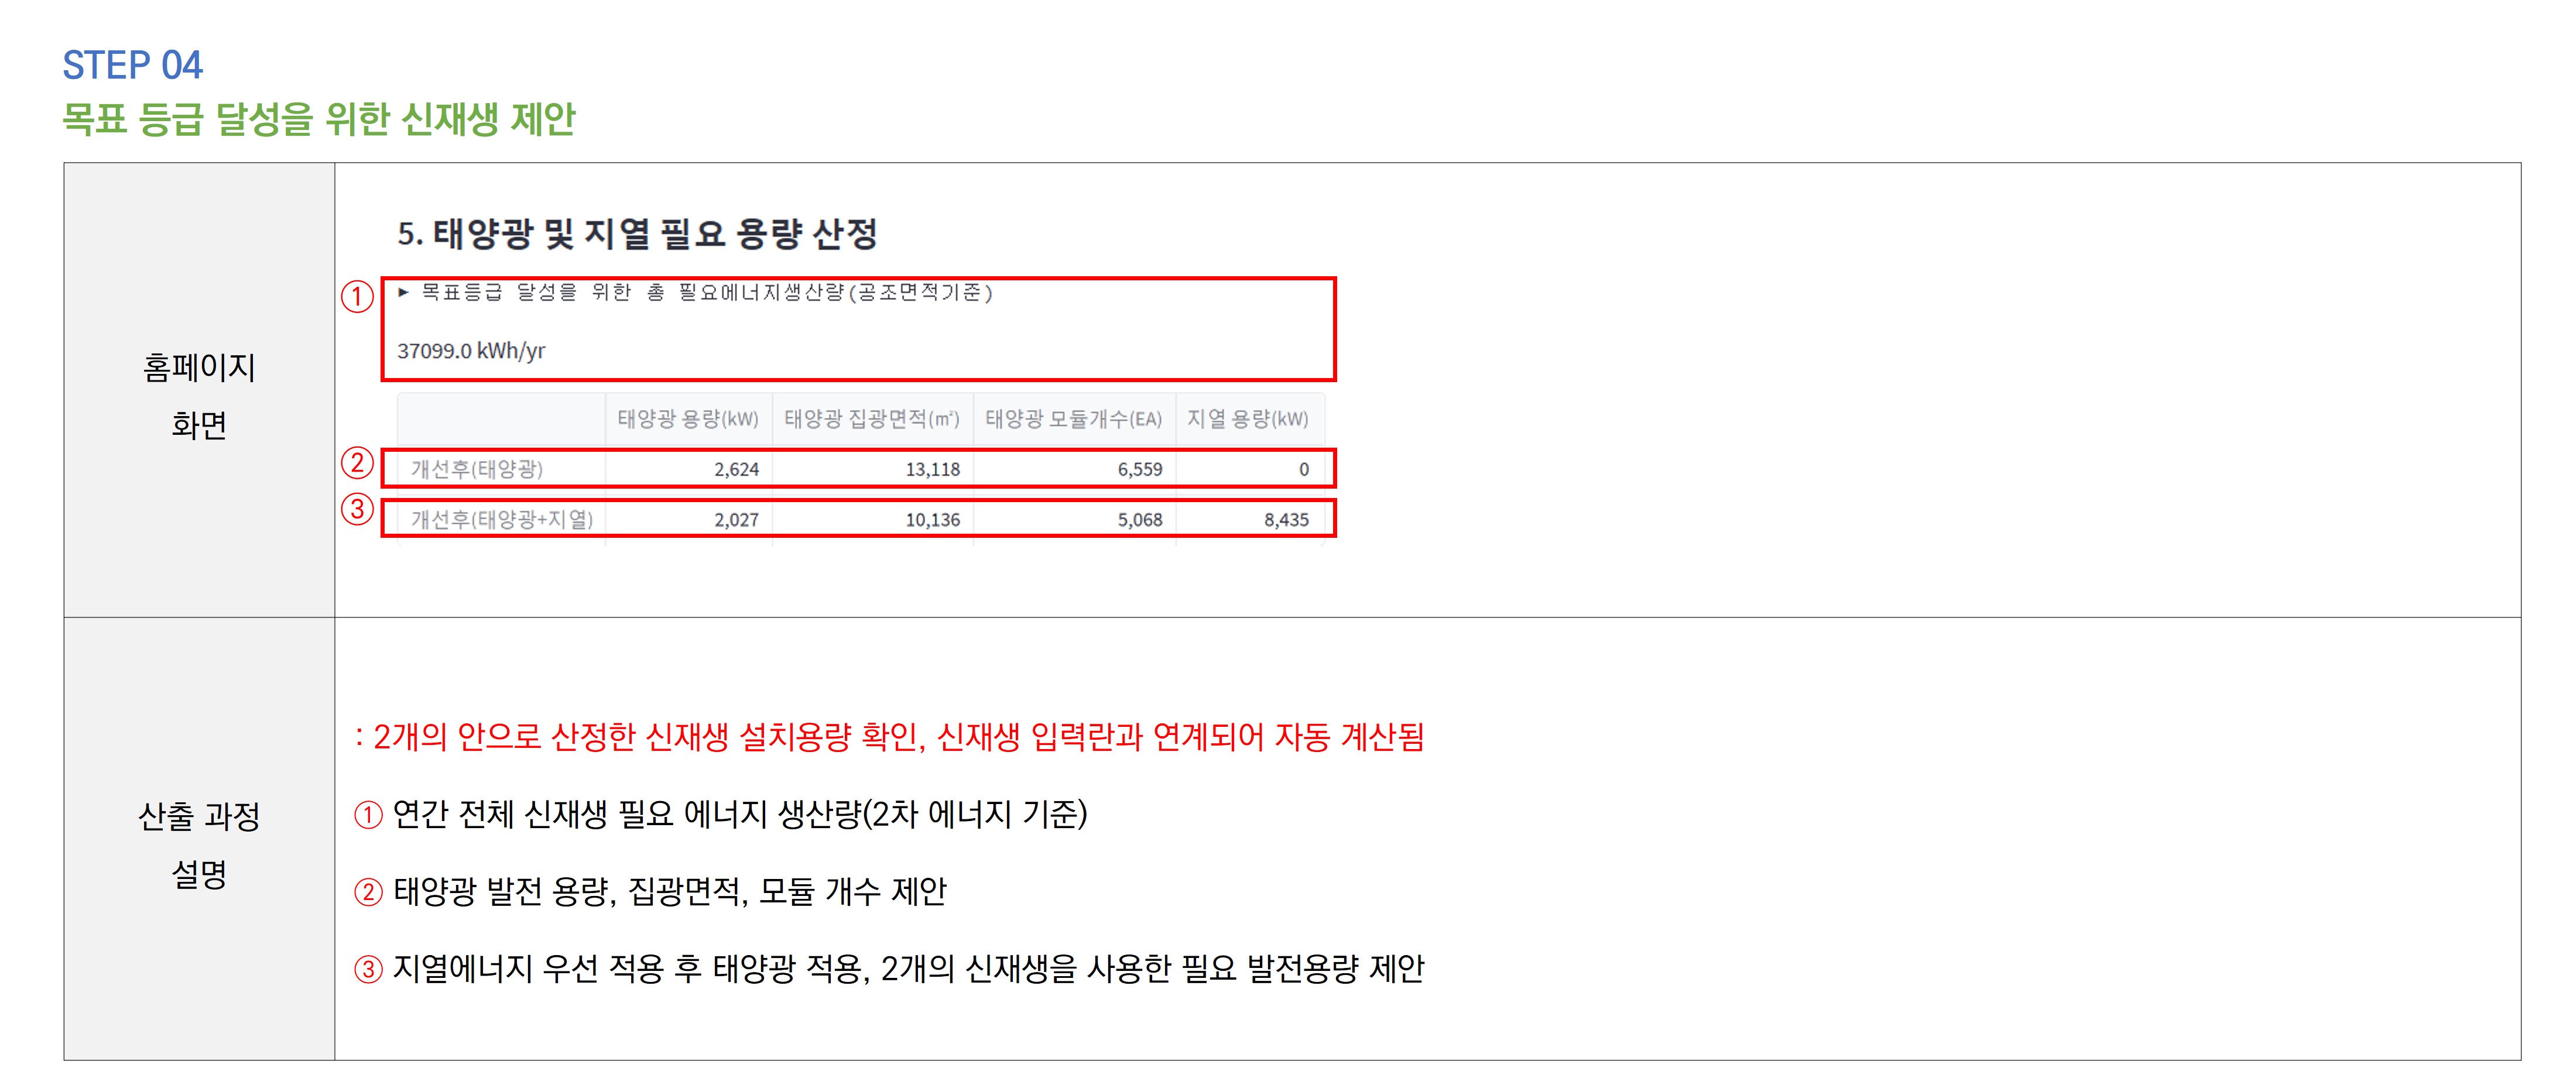 STEP 04
목표 등급 달성을 위한 신재생 제안
홈페이지
화면
5. 태양광 및 지열 필요 용량 산정
① ▶ 목표등급 달성을 위한 총 필요에너지생산량(공조면적기준)
37099.0 kWh/yr
태양광 용량(kW) 태양광 집광면적(㎡) 태양광 모듈개수(EA) 지열 용량(kW)
② 개선후(태양광) 2,624 13,118 6,559 0
③ 개선후(태양광+지열) 2,027 10,136 5,068 8,435
산출 과정
설명
: 2개의 안으로 산정한 신재생 설치용량 확인, 신재생 입력란과 연계되어 자동 계산됨
① 연간 전체 신재생 필요 에너지 생산량(2차 에너지 기준)
② 태양광 발전 용량, 집광면적, 모듈 개수 제안
③ 지열에너지 우선 적용 후 태양광 적용, 2개의 신재생을 사용한 필요 발전용량 제안